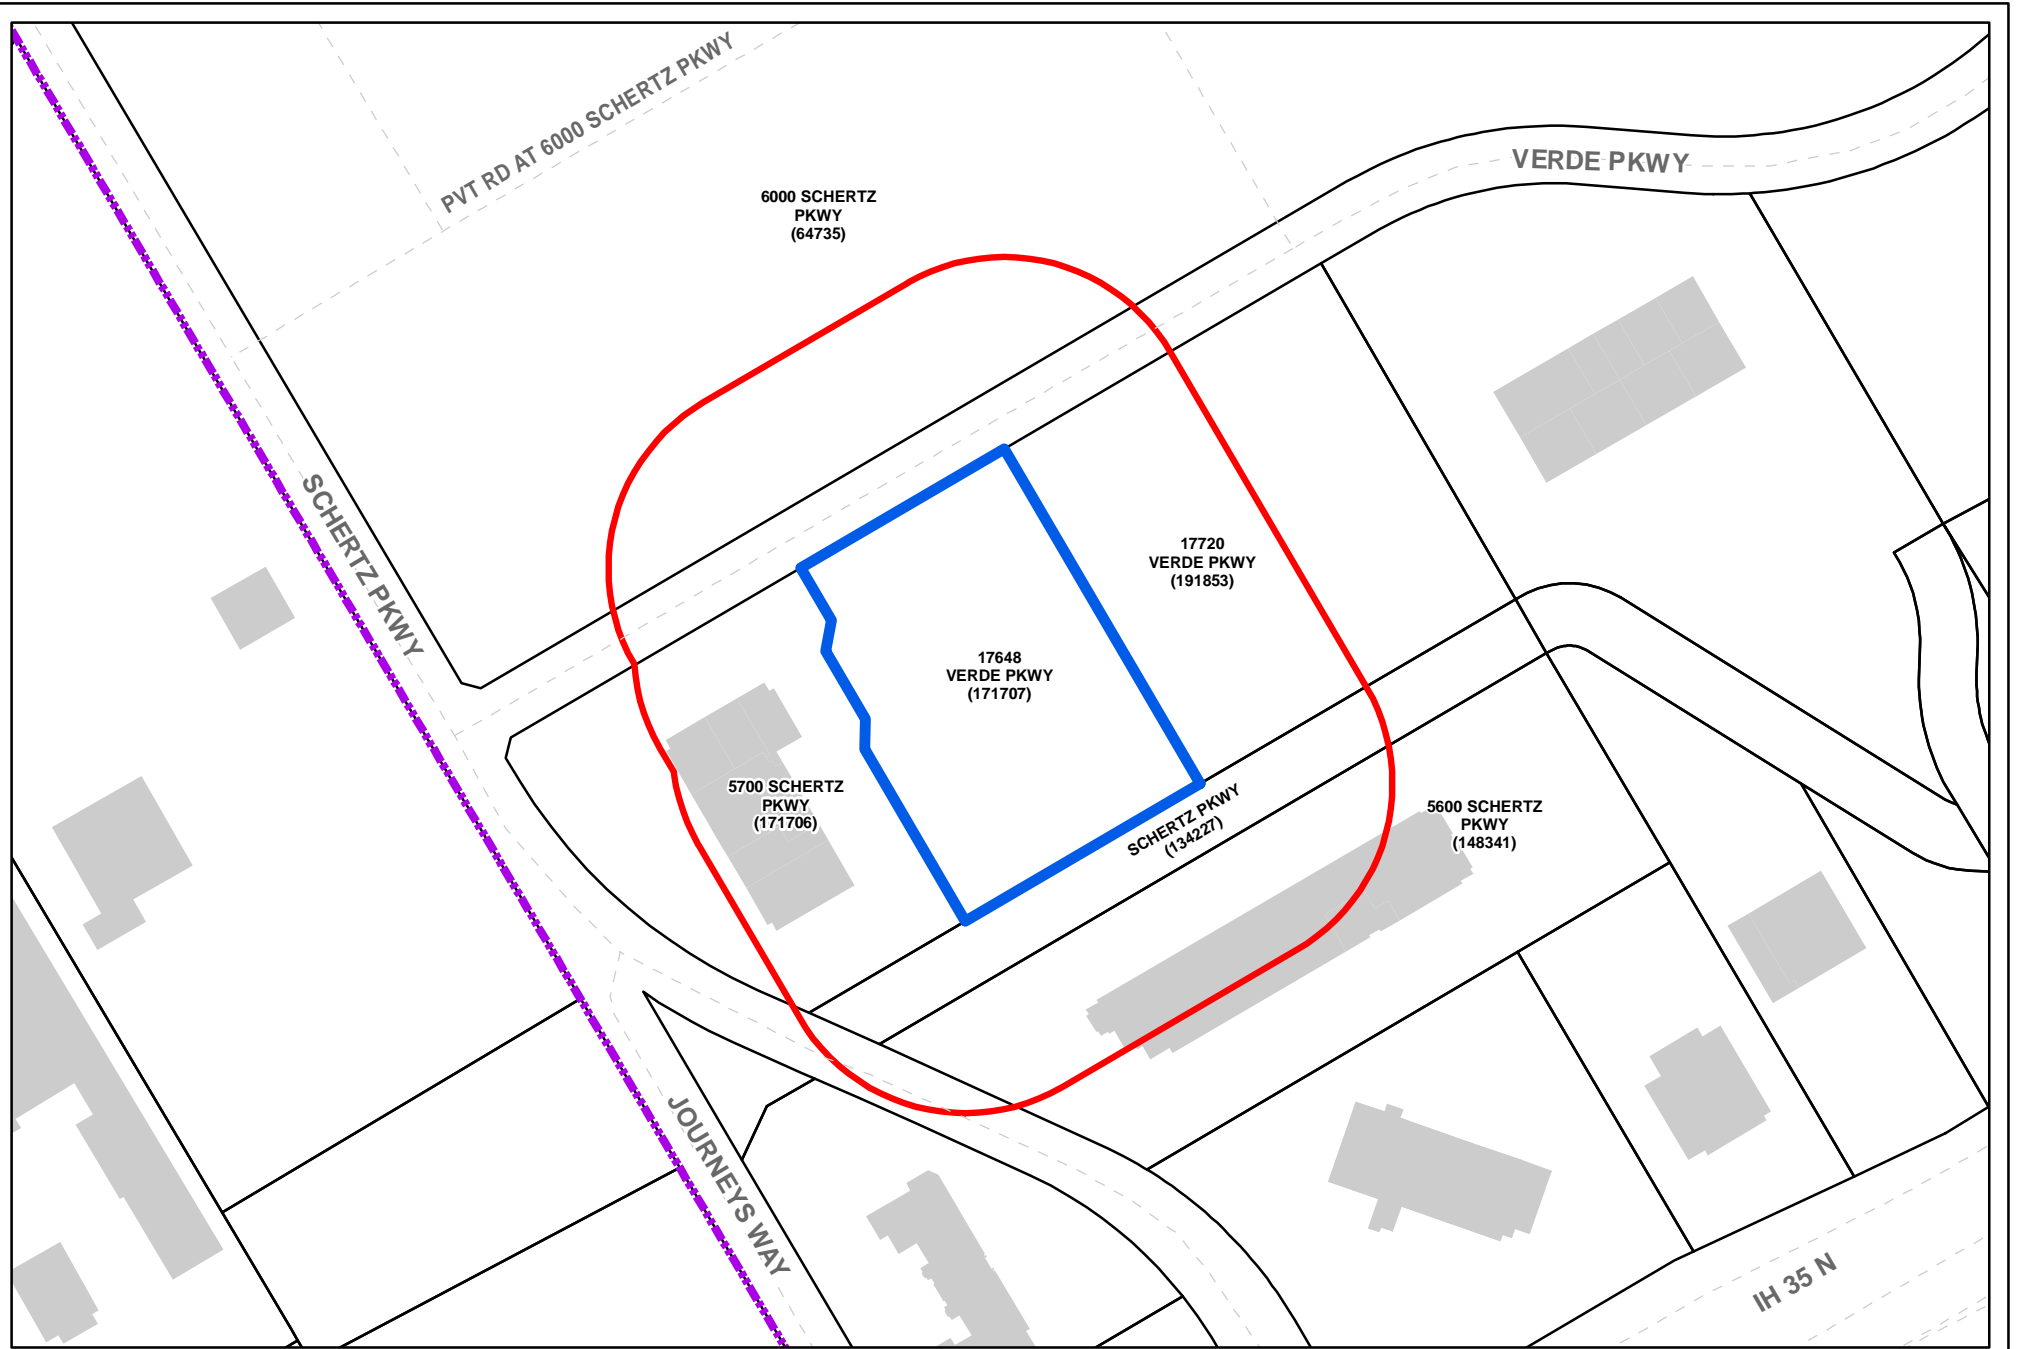 PVT RD AT 6000 SCHERTZ PKWY
VERDE PKWY
6000 SCHERTZ
PKWY
(64735)
SCHERTZ PKWY
17720
VERDE PKWY
(191853)
17648
VERDE PKWY
(171707)
5700 SCHERTZ
PKWY
(171706)
SCHERTZ PKWY
(134227)
5600 SCHERTZ
PKWY
(148341)
JOURNEYS WAY
IH 35 N